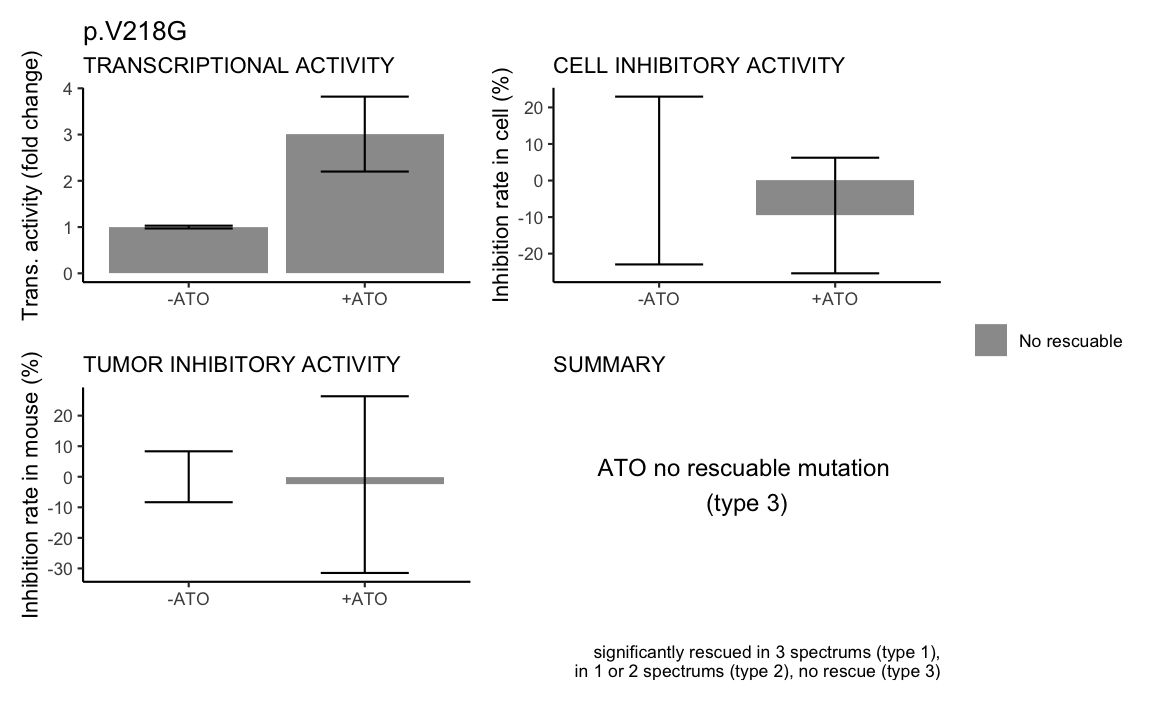 p.V218G
TRANSCRIPTIONAL ACTIVITY
Trans. activity (fold change)
4
3
2
1
0
-ATO
+ATO
CELL INHIBITORY ACTIVITY
Inhibition rate in cell (%)
20
10
0
-10
-20
-ATO
+ATO
No rescuable
TUMOR INHIBITORY ACTIVITY
Inhibition rate in mouse (%)
20
10
0
-10
-20
-30
-ATO
+ATO
SUMMARY
ATO no rescuable mutation
(type 3)
significantly rescued in 3 spectrums (type 1),
in 1 or 2 spectrums (type 2), no rescue (type 3)